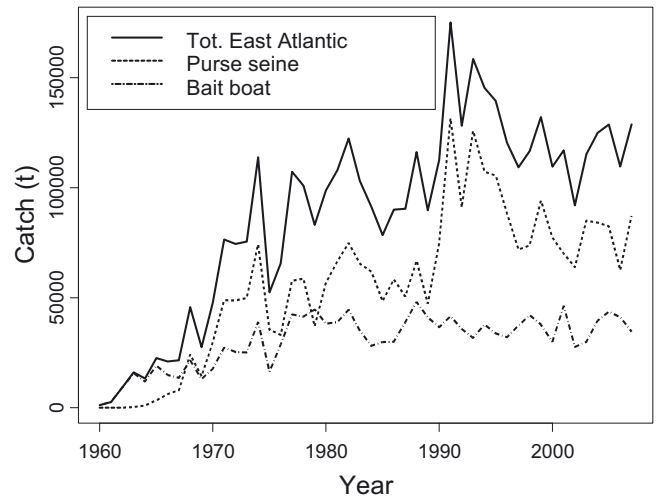 Tot. East Atlantic
Purse seine
Bait boat
150000
100000
50000
0
Catch (t)
1960 1970 1980 1990 2000
Year